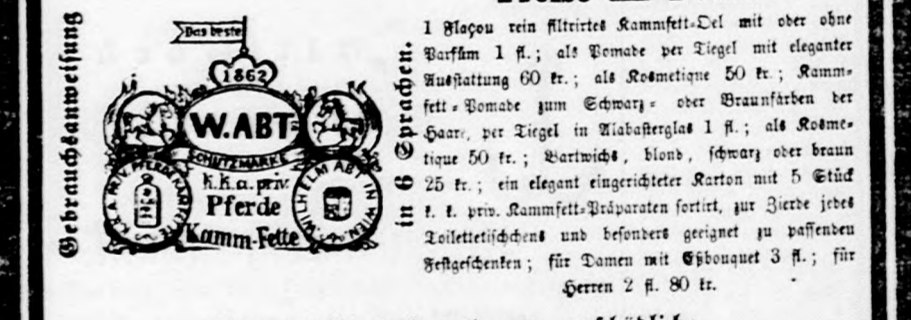 Gebrauchsanweisung
Das beste
1862
W. ABT
SCHUTZMARKE
K. k. a. priv.
Pferde
Kamm-Fette
WILHELM ABT IN WIEN
in 6 Sprachen.
1 Flaçou rein filtrirtes Kammfett-Oel mit oder ohne
Parfüm 1 fl.; als Pomade per Tiegel mit eleganter
Ausstattung 60 kr.; als Kosmetique 50 kr.; Kamm-
fett-Pomade zum Schwarz- oder Braunfärben der
Haare, per Tiegel in Alabasterglas 1 fl.; als Kosme-
tique 50 kr.; Bartwichs, blond, schwarz oder braun
25 kr.; ein elegant eingerichteter Karton mit 5 Stück
k. k. priv. Kammfett-Präparaten sortirt, zur Zierde jedes
Toilettetischchens und besonders geeignet zu passenden
Festgeschenken; für Damen mit Eßbouquet 3 fl.; für
Herren 2 fl. 80 kr.